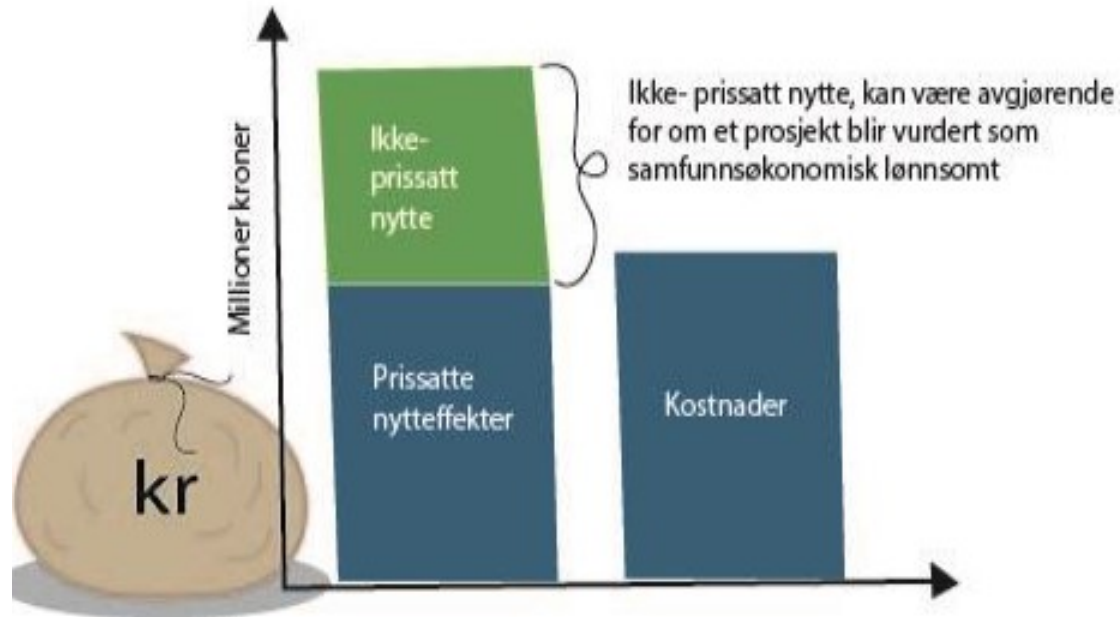 Millioner kroner
Ikke-
prissatt
nytte
Prissatte
nytteffekter
Kostnader
Ikke- prissatt nytte, kan være avgjørende
for om et prosjekt blir vurdert som
samfunnsøkonomisk lønnsomt
kr